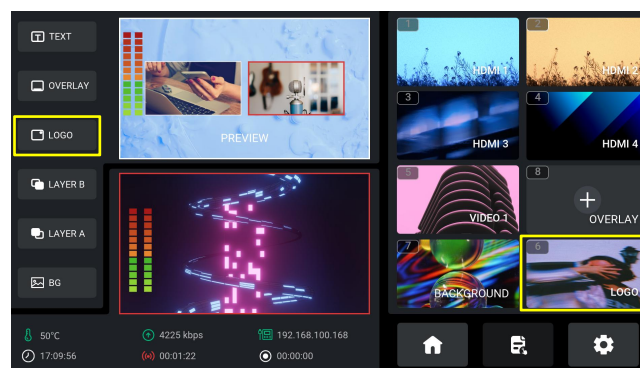 TEXT
OVERLAY
LOGO
LAYER B
LAYER A
BG
PREVIEW
1
HDMI 1
2
HDMI 2
3
HDMI 3
4
HDMI 4
5
VIDEO 1
8
OVERLAY
7
BACKGROUND
6
LOGO
50°C
4225 kbps
192.168.100.168
17:09:56
00:01:22
00:00:00